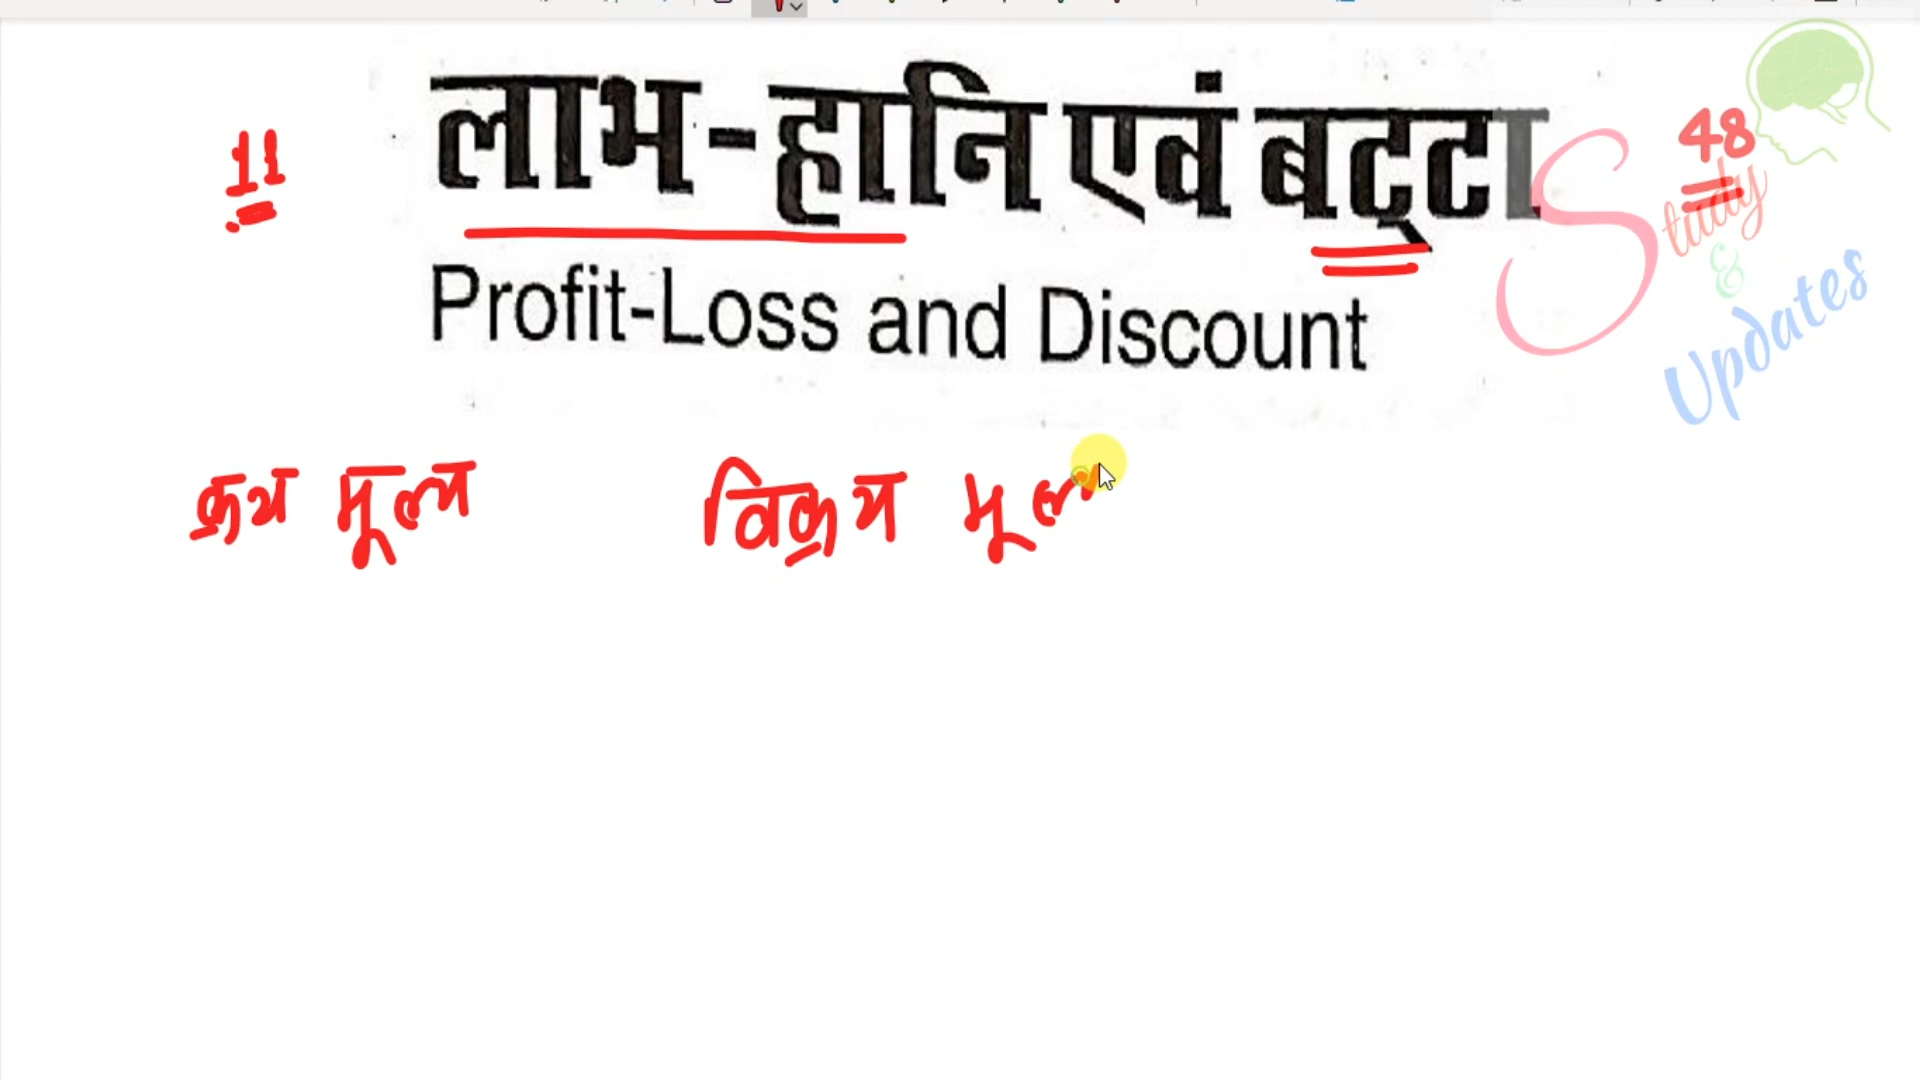 11 लाभ-हानि एवं बट्टा 48
Profit-Loss and Discount
Study
&
Updates
क्रय मूल्य विक्रय मूल